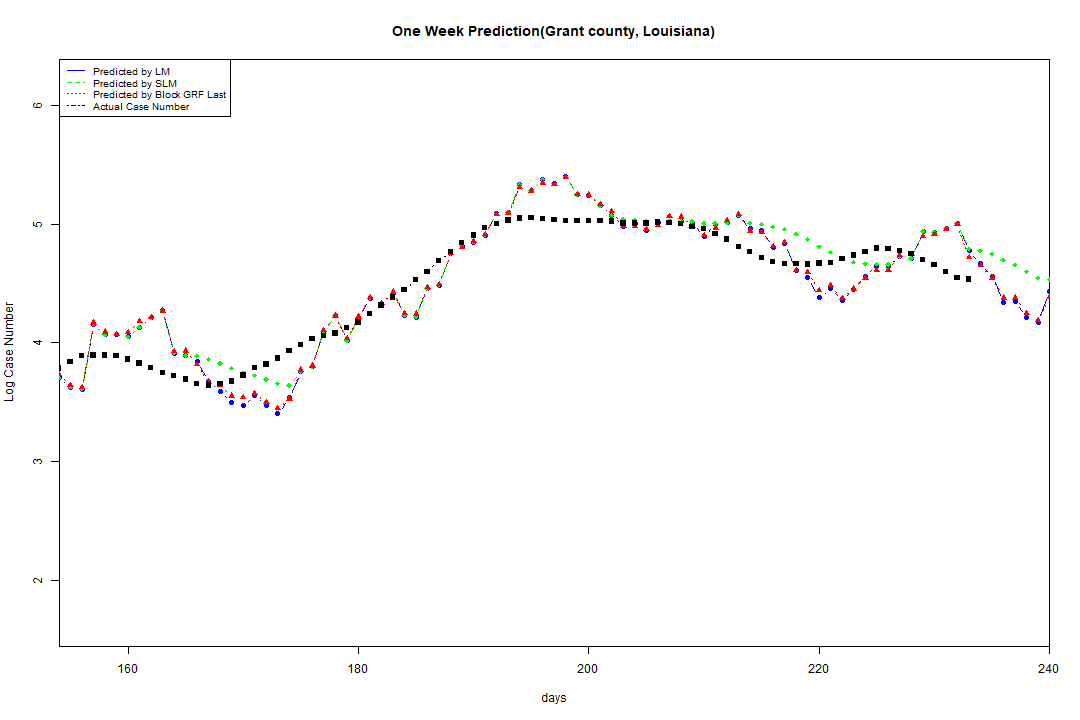 One Week Prediction(Grant county, Louisiana)
Predicted by LM
Predicted by SLM
Predicted by Block GRF Last
Actual Case Number
6
5
4
3
2
Log Case Number
160
180
200
220
240
days